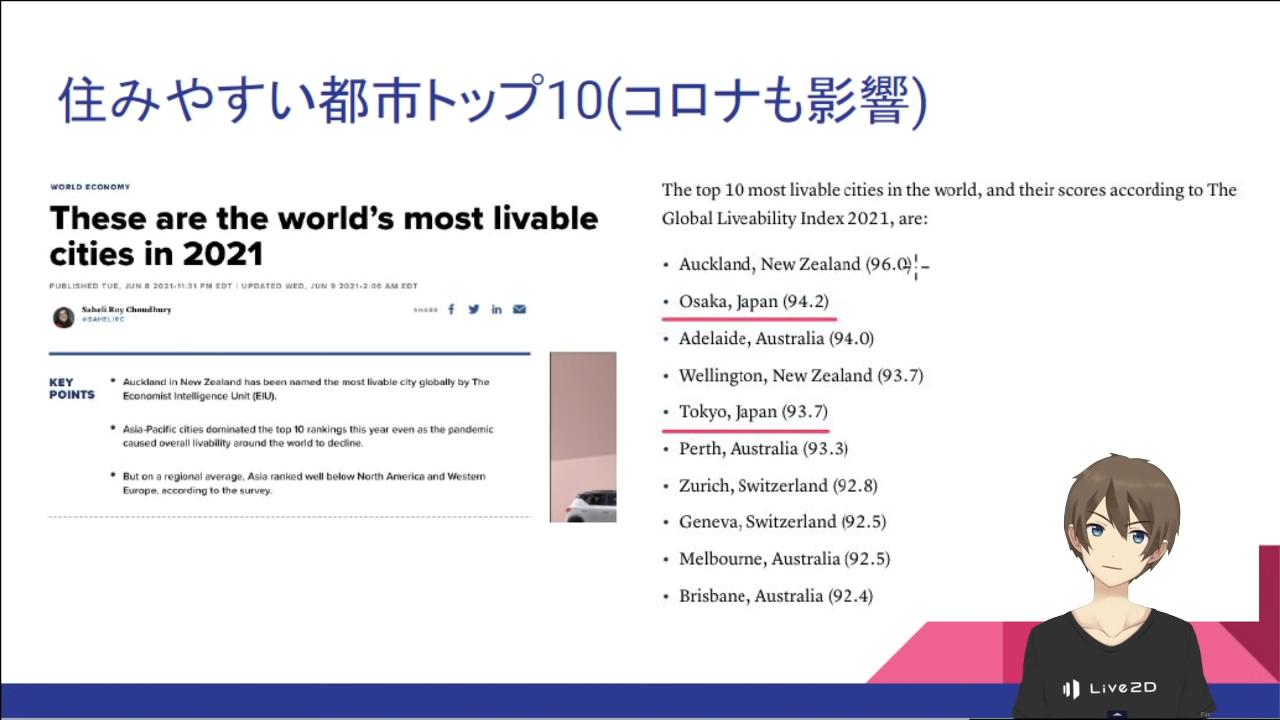 住みやすい都市トップ10(コロナも影響)
WORLD ECONOMY
These are the world's most livable
cities in 2021
PUBLISHED TUE, JUN 8 2021•11:31 PM EDT | UPDATED WED, JUN 9 2021•2:06 AM EDT
Saheli Roy Choudhury
@SAHELIRC
SHARE
KEY
POINTS
• Auckland in New Zealand has been named the most livable city globally by The
Economist Intelligence Unit (EIU).
• Asia-Pacific cities dominated the top 10 rankings this year even as the pandemic
caused overall livability around the world to decline.
• But on a regional average, Asia ranked well below North America and Western
Europe, according to the survey.
The top 10 most livable cities in the world, and their scores according to The
Global Liveability Index 2021, are:
• Auckland, New Zealand (96.0)
• Osaka, Japan (94.2)
• Adelaide, Australia (94.0)
• Wellington, New Zealand (93.7)
• Tokyo, Japan (93.7)
• Perth, Australia (93.3)
• Zurich, Switzerland (92.8)
• Geneva, Switzerland (92.5)
• Melbourne, Australia (92.5)
• Brisbane, Australia (92.4)
Live2D